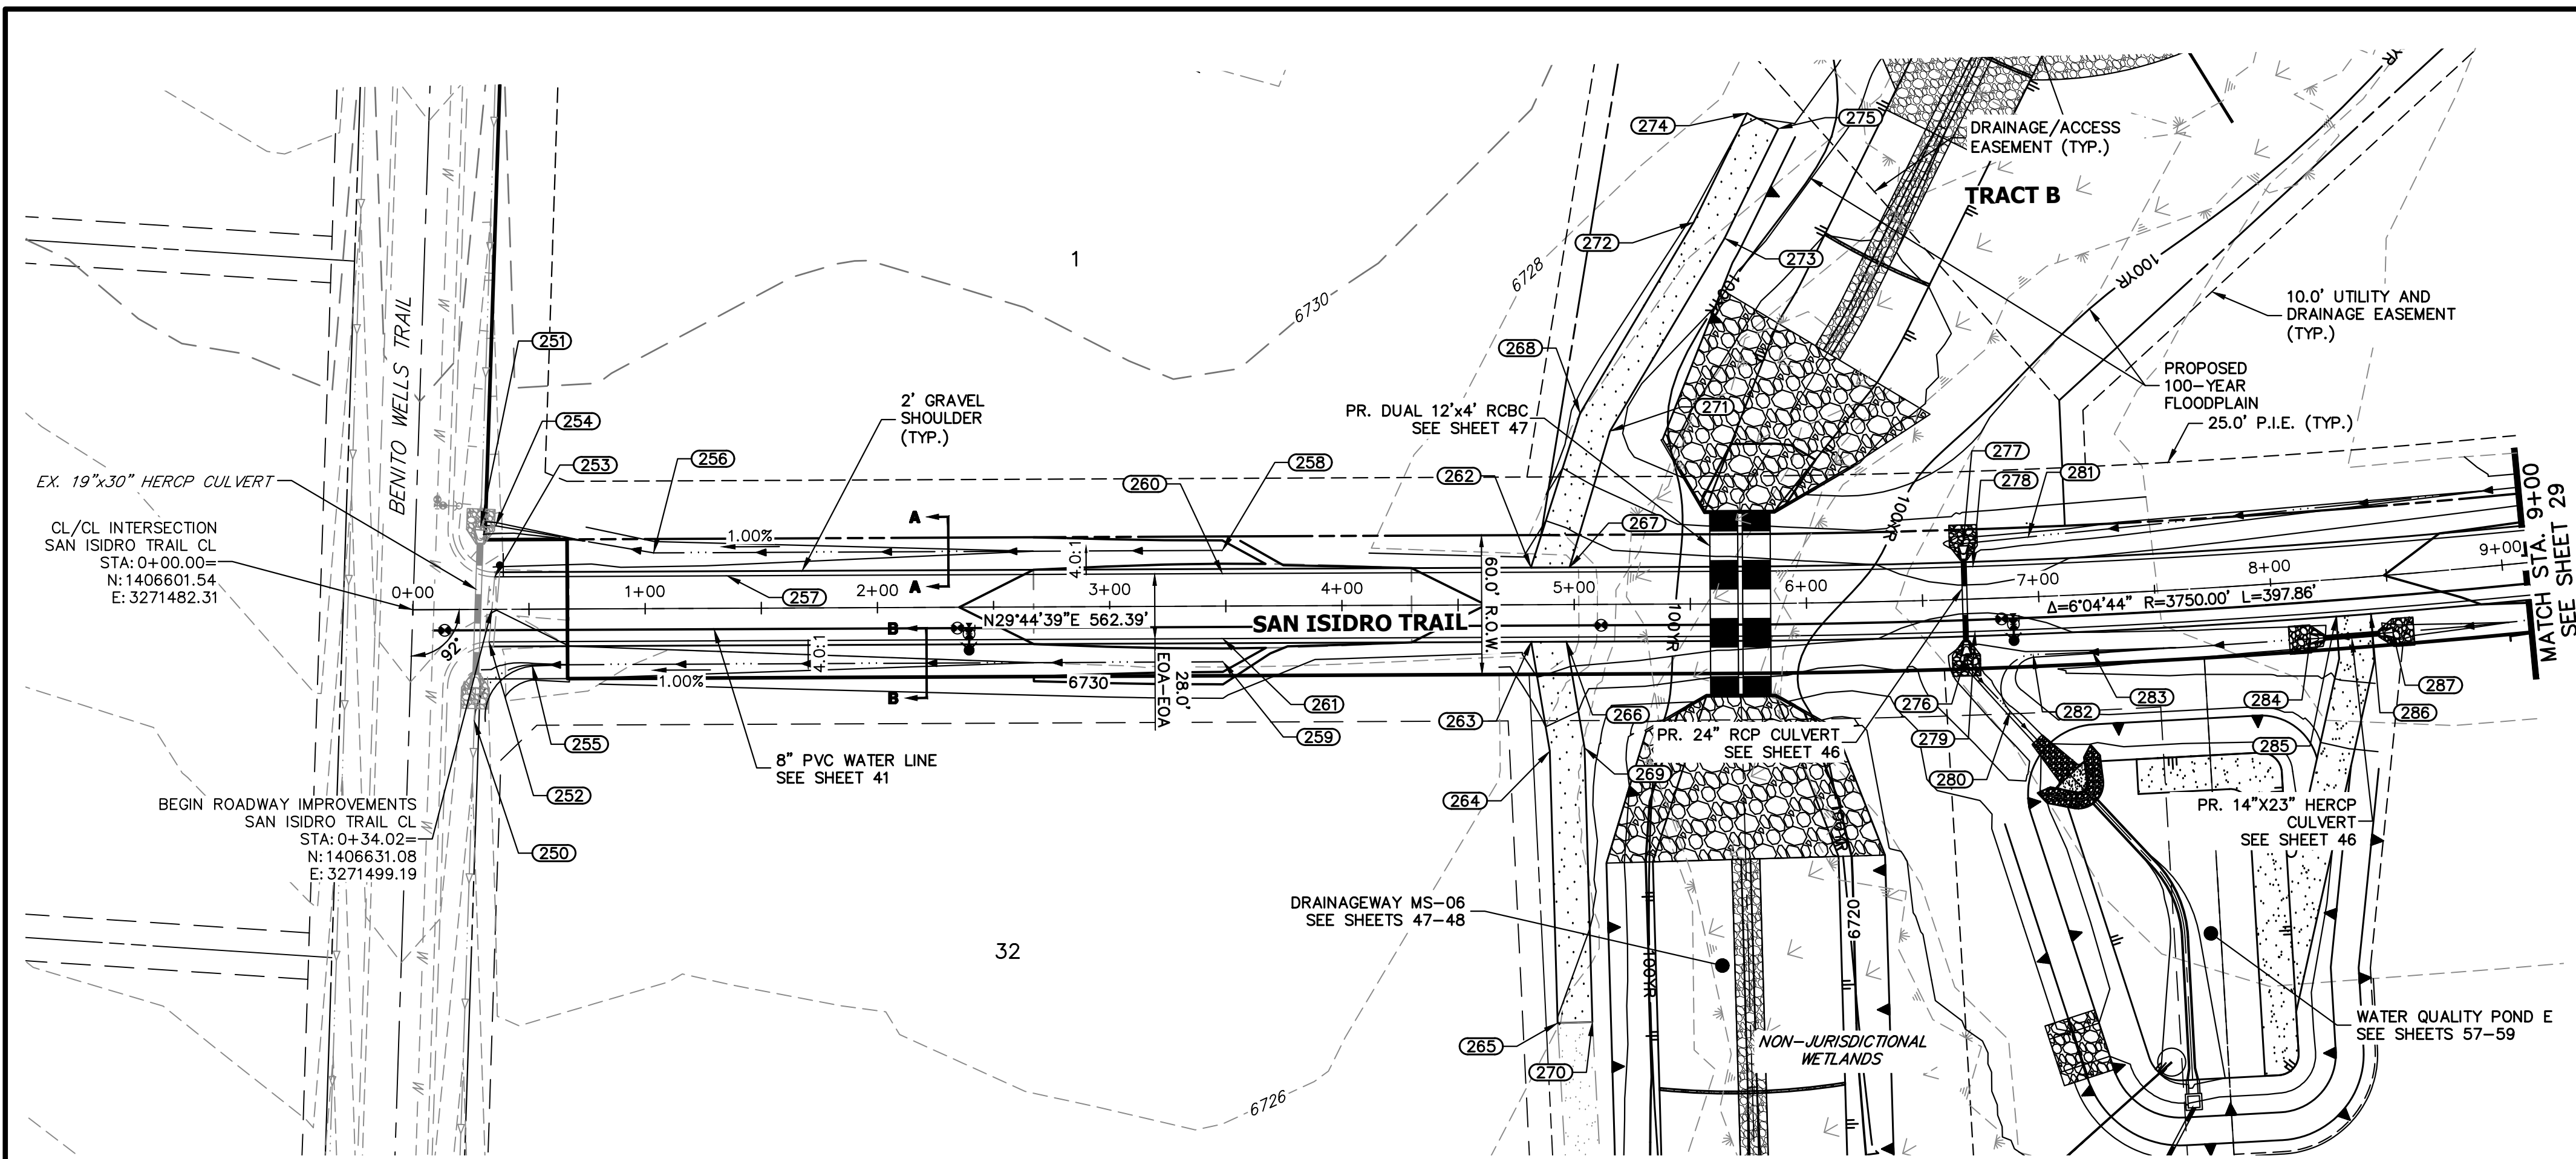 274
275
DRAINAGE/ACCESS
EASEMENT (TYP.)
TRACT B
272
273
1
6730
6728
100YR
100YR
YR
10.0' UTILITY AND
DRAINAGE EASEMENT
(TYP.)
BENITO WELLS TRAIL
251
254
253
256
2' GRAVEL
SHOULDER
(TYP.)
268
271
PR. DUAL 12'x4' RCBC
SEE SHEET 47
PROPOSED
100-YEAR
FLOODPLAIN
25.0' P.I.E. (TYP.)
EX. 19"x30" HERCP CULVERT
260
258
262
267
277
278
281
CL/CL INTERSECTION
SAN ISIDRO TRAIL CL
STA: 0+00.00=
N: 1406601.54
E: 3271482.31
A
A
1.00%
4.0:1
257
60.0' R.O.W.
100YR
100YR
0+00
1+00
2+00
3+00
4+00
5+00
6+00
7+00
8+00
9+00
MATCH STA. 9+00
SEE SHEET 29
92°
B
B
N29°44'39"E 562.39'
SAN ISIDRO TRAIL
Δ=6°04'44" R=3750.00' L=397.86'
4.0:1
1.00%
6730
28.0'
EOA-EOA
261
259
263
266
264
269
276
279
280
282
283
284
285
286
287
255
252
250
8" PVC WATER LINE
SEE SHEET 41
PR. 24" RCP CULVERT
SEE SHEET 46
BEGIN ROADWAY IMPROVEMENTS
SAN ISIDRO TRAIL CL
STA: 0+34.02=
N: 1406631.08
E: 3271499.19
PR. 14"X23" HERCP
CULVERT
SEE SHEET 46
DRAINAGEWAY MS-06
SEE SHEETS 47-48
32
100YR
100YR
6720
265
270
NON-JURISDICTIONAL
WETLANDS
WATER QUALITY POND E
SEE SHEETS 57-59
6726